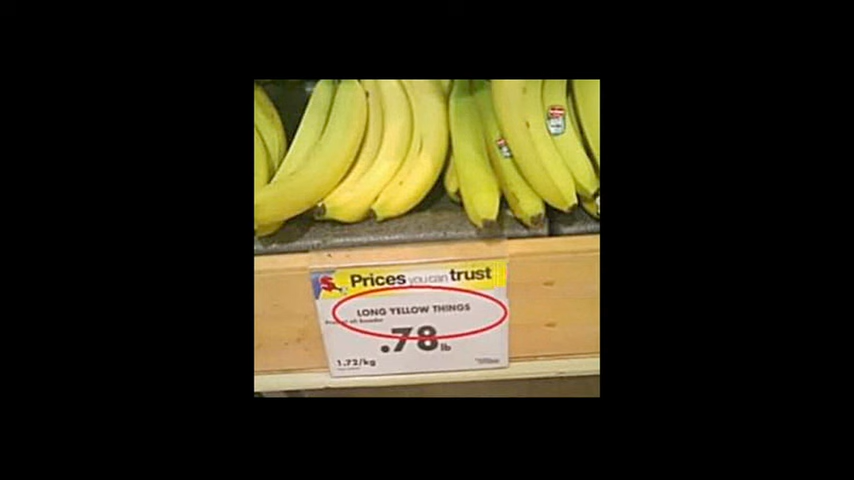 Prices you can trust
LONG YELLOW THINGS
.78 lb
1.72/kg